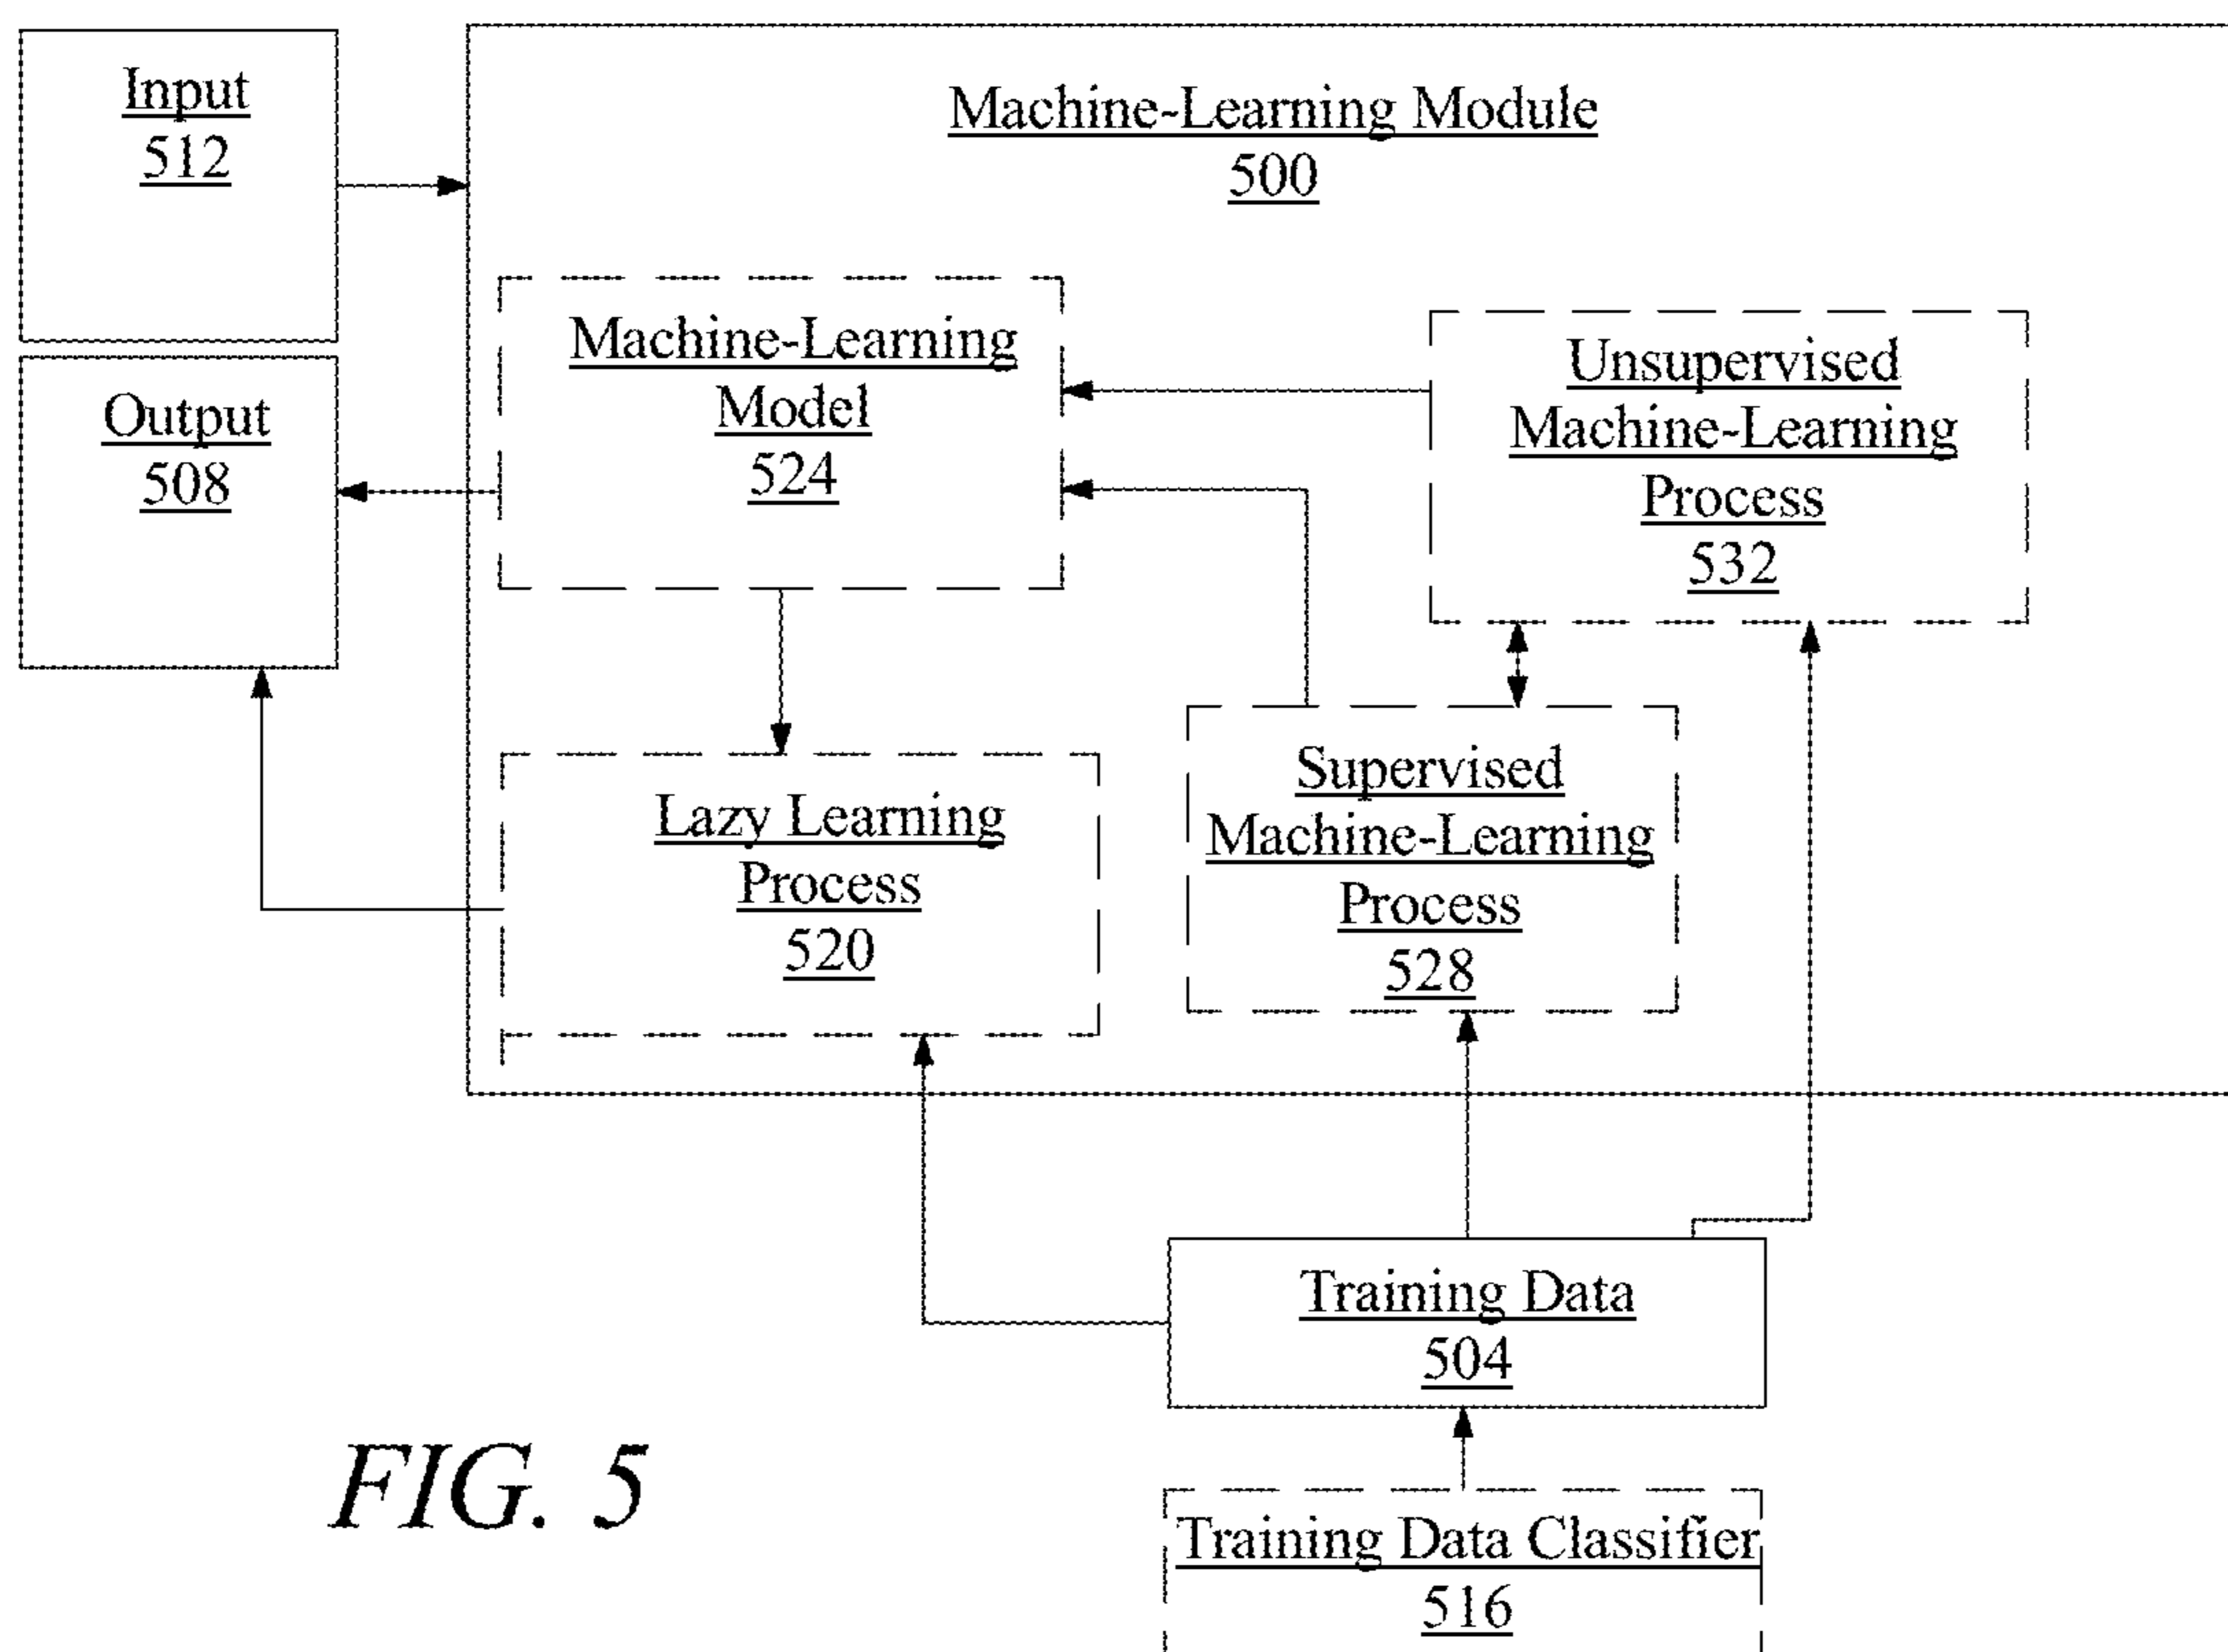 Input
512
Machine-Learning Module
500
Output
508
Machine-Learning
Model
524
Unsupervised
Machine-Learning
Process
532
Lazy Learning
Process
520
Supervised
Machine-Learning
Process
528
Training Data
504
Training Data Classifier
516
FIG. 5